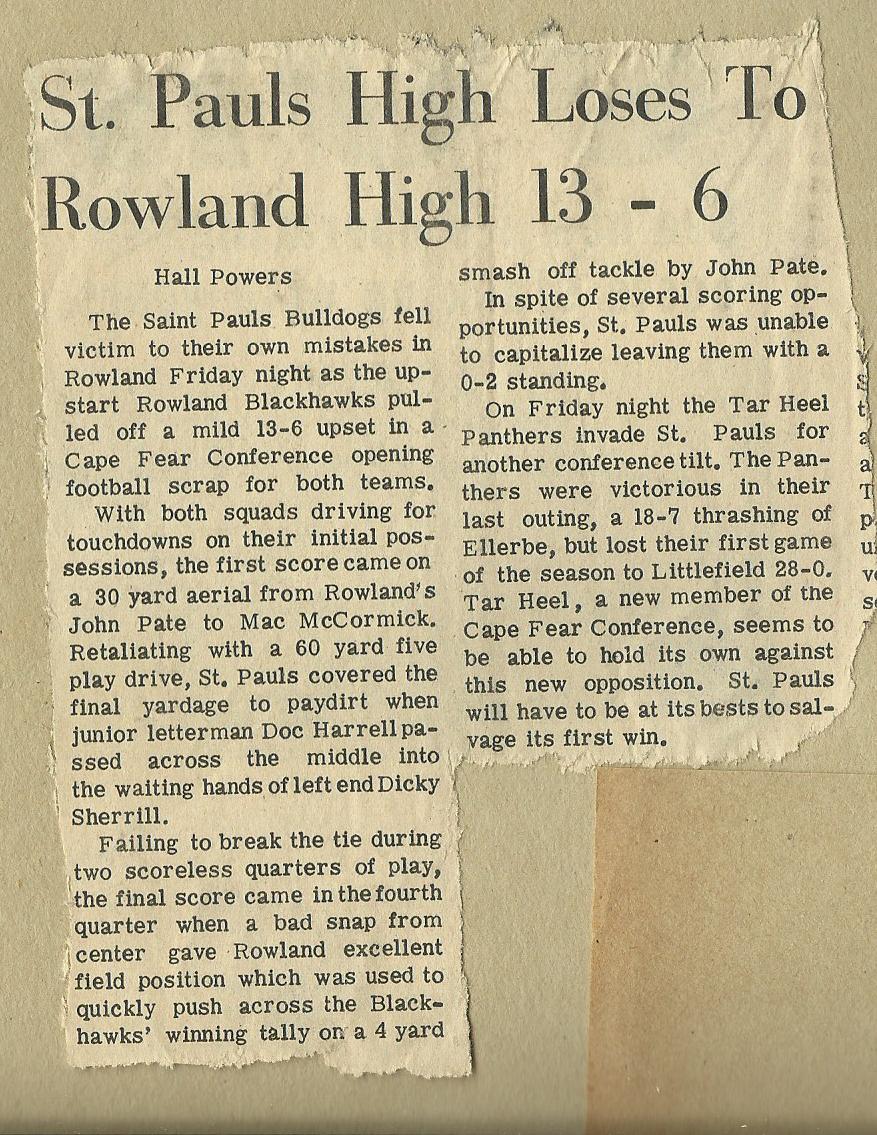 St. Pauls High Loses To
Rowland High 13 - 6
Hall Powers
The Saint Pauls Bulldogs fell
victim to their own mistakes in
Rowland Friday night as the up-
start Rowland Blackhawks pul-
led off a mild 13-6 upset in a
Cape Fear Conference opening
football scrap for both teams.
With both squads driving for
touchdowns on their initial pos-
sessions, the first score came on
a 30 yard aerial from Rowland's
John Pate to Mac McCormick.
Retaliating with a 60 yard five
play drive, St. Pauls covered the
final yardage to paydirt when
junior letterman Doc Harrell pa-
ssed across the middle into
the waiting hands of left end Dicky
Sherrill.
Failing to break the tie during
two scoreless quarters of play,
the final score came in the fourth
quarter when a bad snap from
center gave Rowland excellent
field position which was used to
quickly push across the Black-
hawks' winning tally on a 4 yard
smash off tackle by John Pate.
In spite of several scoring op-
portunities, St. Pauls was unable
to capitalize leaving them with a
0-2 standing.
On Friday night the Tar Heel
Panthers invade St. Pauls for
another conference tilt. The Pan-
thers were victorious in their
last outing, a 18-7 thrashing of
Ellerbe, but lost their first game
of the season to Littlefield 28-0.
Tar Heel, a new member of the
Cape Fear Conference, seems to
be able to hold its own against
this new opposition. St. Pauls
will have to be at its bests to sal-
vage its first win.